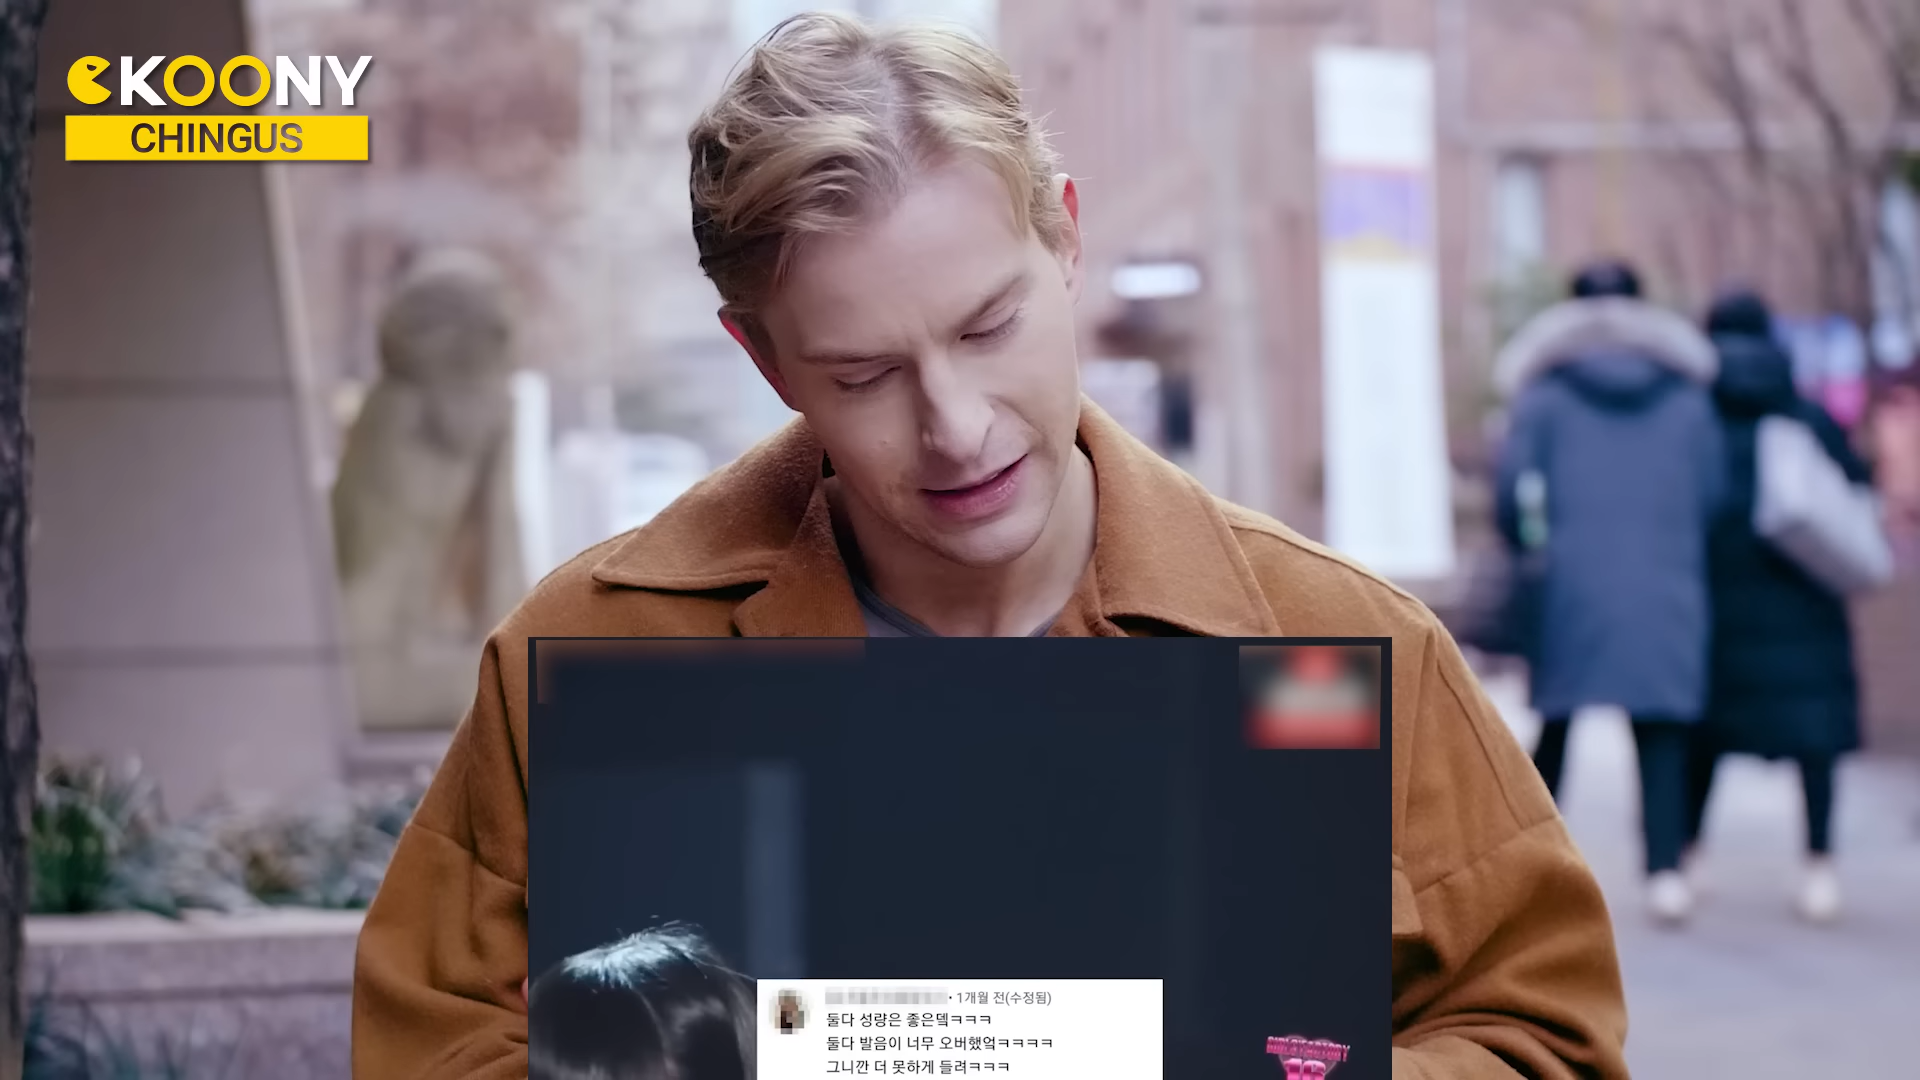 KOONY
CHINGUS
1개월 전(수정됨)
둘다 성량은 좋은뎈ㅋㅋㅋ
둘다 발음이 너무 오버했엌ㅋㅋㅋㅋ
그니깐 더 못하게 들려ㅋㅋㅋ